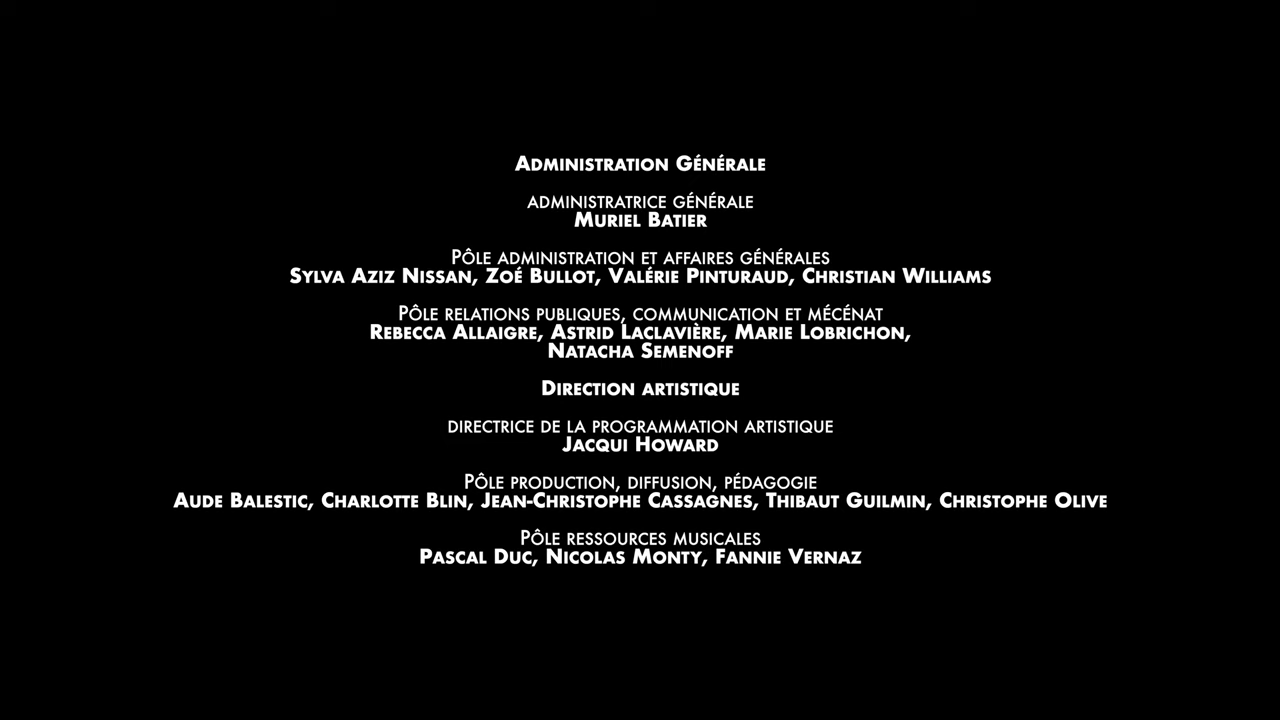 Administration Générale
administratrice générale
Muriel Batier
Pôle administration et affaires générales
Sylva Aziz Nissan, Zoé Bullot, Valérie Pinturaud, Christian Williams
Pôle relations publiques, communication et mécénat
Rebecca Allaigre, Astrid Laclavière, Marie Lobrichon,
Natacha Semenoff
Direction artistique
directrice de la programmation artistique
Jacqui Howard
Pôle production, diffusion, pédagogie
Aude Balestic, Charlotte Blin, Jean-Christophe Cassagnes, Thibaut Guilmin, Christophe Olive
Pôle ressources musicales
Pascal Duc, Nicolas Monty, Fannie Vernaz